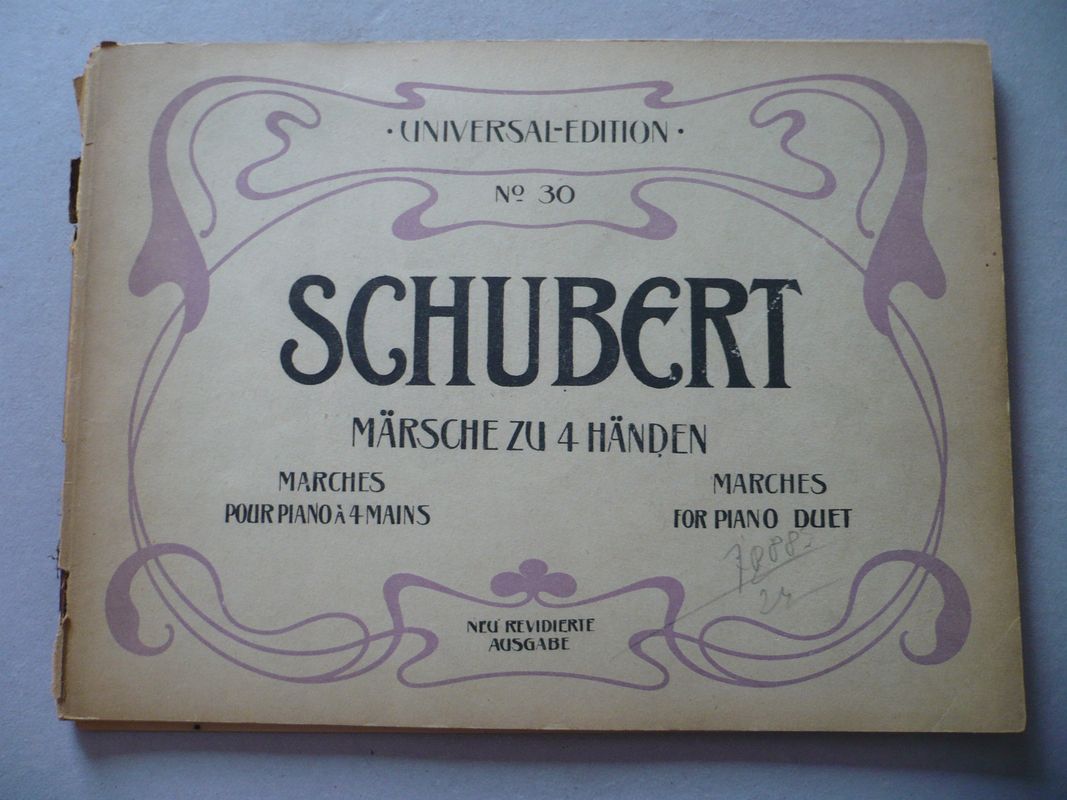 · UNIVERSAL-EDITION ·
Nº 30
SCHUBERT
MÄRSCHE ZU 4 HÄNDEN
MARCHES
POUR PIANO À 4 MAINS
MARCHES
FOR PIANO DUET
NEU REVIDIERTE
AUSGABE